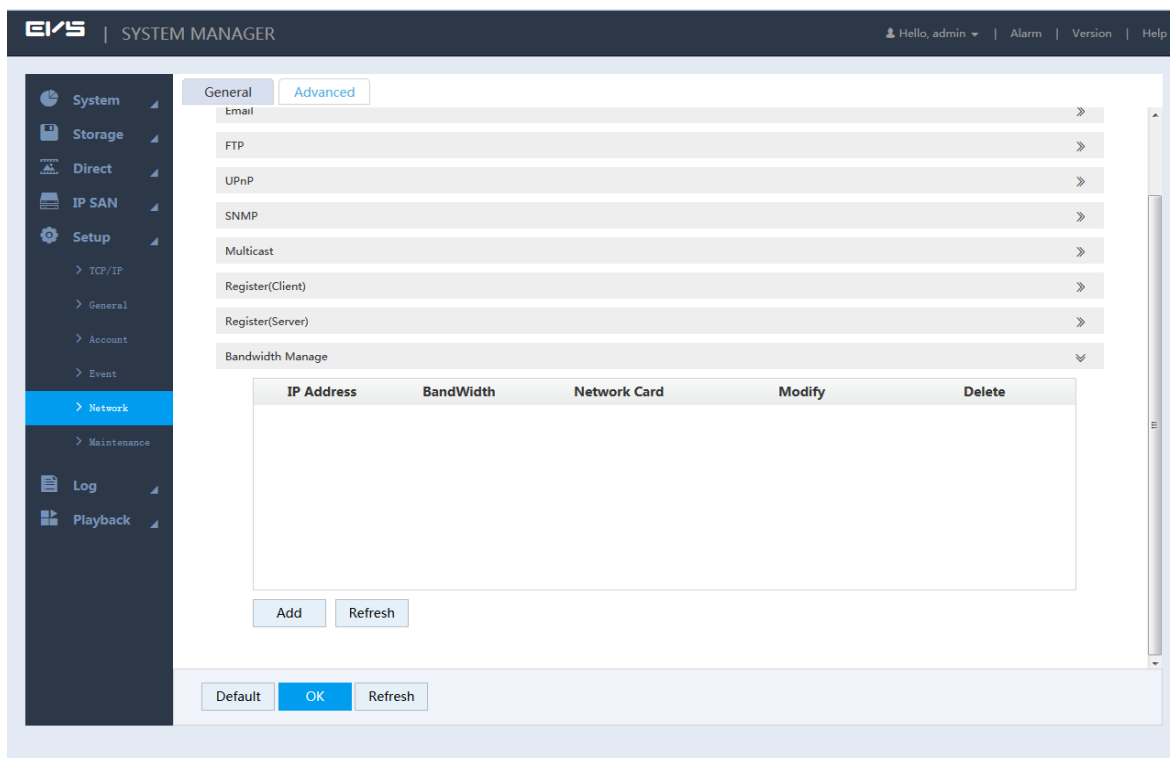 EVS | SYSTEM MANAGER
Hello, admin | Alarm | Version | Help
System
Storage
Direct
IP SAN
Setup
> TCP/IP
> General
> Account
> Event
> Network
> Maintenance
Log
Playback
General Advanced
Email
FTP
UPnP
SNMP
Multicast
Register(Client)
Register(Server)
Bandwidth Manage
IP Address BandWidth Network Card Modify Delete
Add Refresh
Default OK Refresh